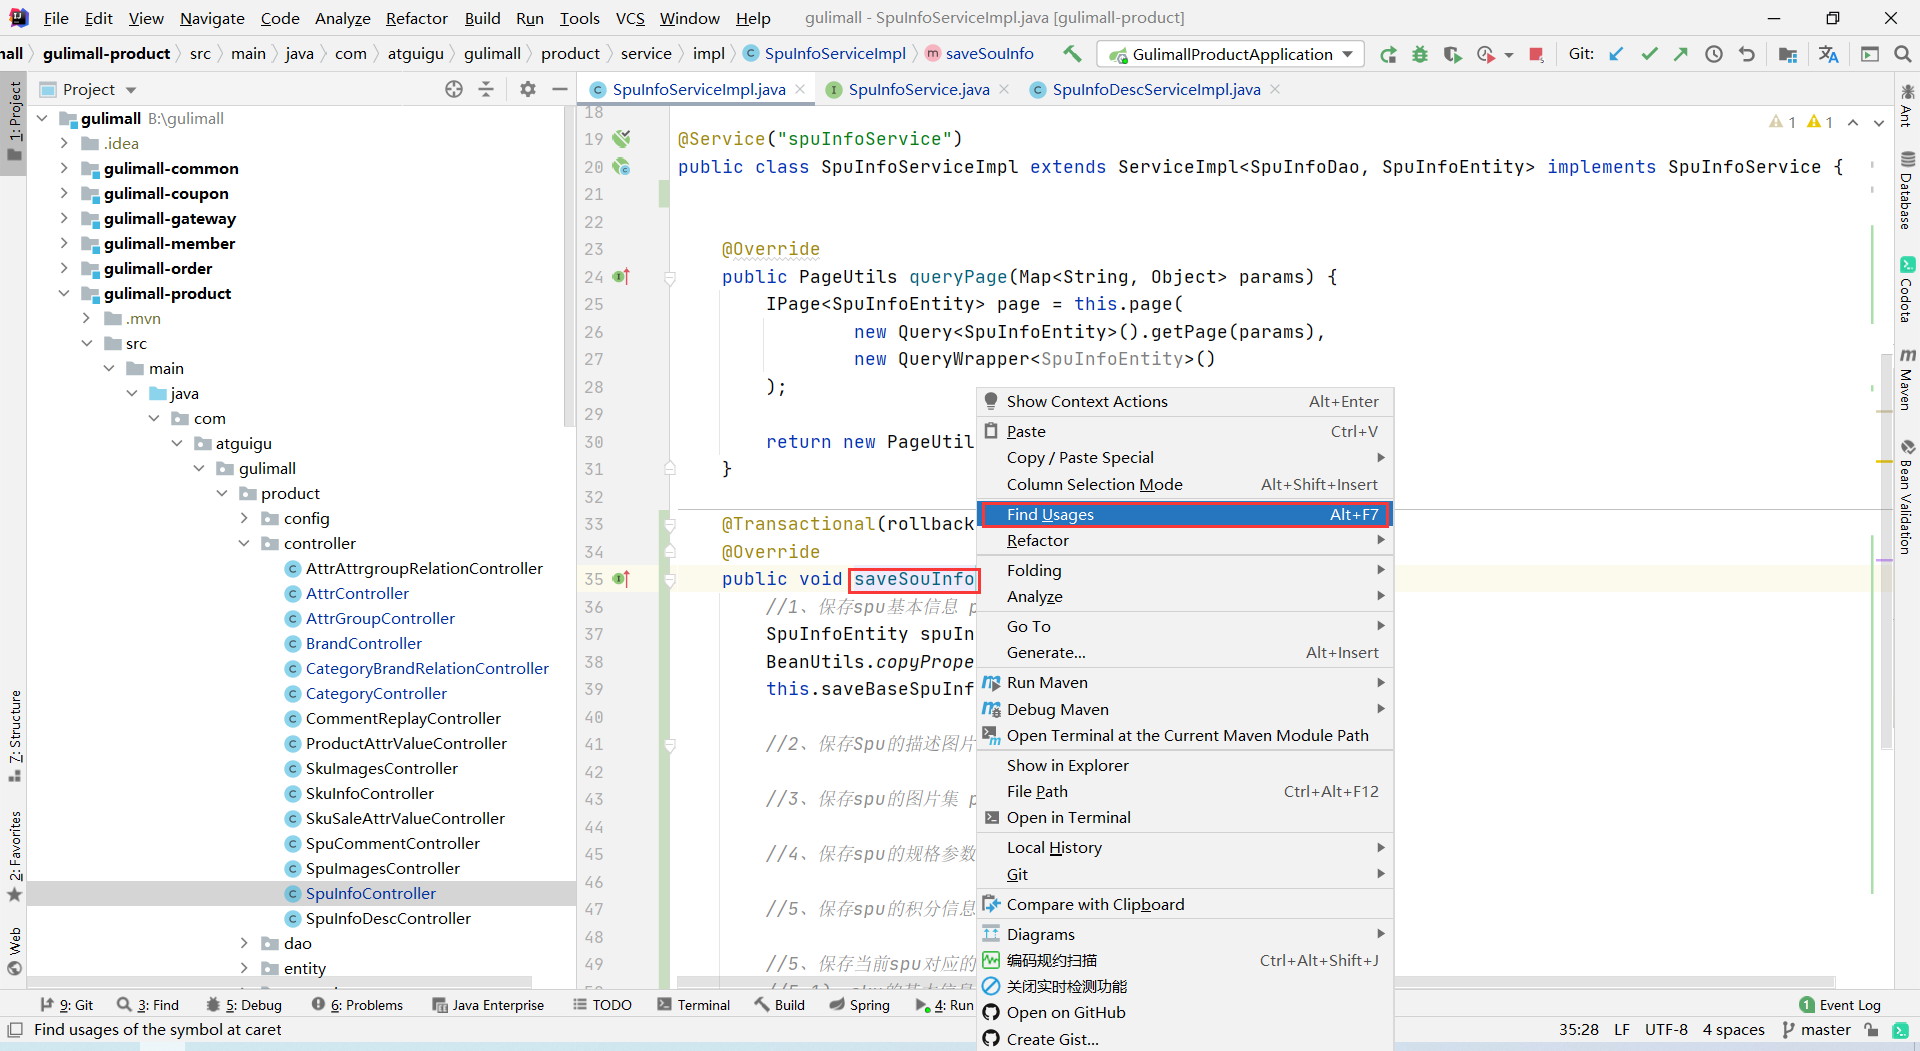 File Edit View Navigate Code Analyze Refactor Build Run Tools VCS Window Help gulimall - SpuInfoServiceImpl.java [gulimall-product]
nall gulimall-product src main java com atguigu gulimall product service impl SpuInfoServiceImpl saveSouInfo GulimallProductApplication Git:
Project
SpuInfoServiceImpl.java SpuInfoService.java SpuInfoDescServiceImpl.java
1: Project
7: Structure
2: Favorites
Web
gulimall B:\gulimall
.idea
gulimall-common
gulimall-coupon
gulimall-gateway
gulimall-member
gulimall-order
gulimall-product
.mvn
src
main
java
com
atguigu
gulimall
product
config
controller
AttrAttrgroupRelationController
AttrController
AttrGroupController
BrandController
CategoryBrandRelationController
CategoryController
CommentReplayController
ProductAttrValueController
SkuImagesController
SkuInfoController
SkuSaleAttrValueController
SpuCommentController
SpuImagesController
SpuInfoController
SpuInfoDescController
dao
entity
1 1
18
19 @Service("spuInfoService")
20 public class SpuInfoServiceImpl extends ServiceImpl<SpuInfoDao, SpuInfoEntity> implements SpuInfoService {
21
22
23 @Override
24 public PageUtils queryPage(Map<String, Object> params) {
25 IPage<SpuInfoEntity> page = this.page(
26 new Query<SpuInfoEntity>().getPage(params),
27 new QueryWrapper<SpuInfoEntity>()
28 );
29
30 return new PageUtil
31 }
32
33 @Transactional(rollback
34 @Override
35 public void saveSouInfo
36 //1、保存spu基本信息 p
37 SpuInfoEntity spuIn
38 BeanUtils.copyPrope
39 this.saveBaseSpuInf
40
41 //2、保存Spu的描述图片
42
43 //3、保存spu的图片集 p
44
45 //4、保存spu的规格参数
46
47 //5、保存spu的积分信息
48
49 //5、保存当前spu对应的
Show Context Actions Alt+Enter
Paste Ctrl+V
Copy / Paste Special
Column Selection Mode Alt+Shift+Insert
Find Usages Alt+F7
Refactor
Folding
Analyze
Go To
Generate... Alt+Insert
Run Maven
Debug Maven
Open Terminal at the Current Maven Module Path
Show in Explorer
File Path Ctrl+Alt+F12
Open in Terminal
Local History
Git
Compare with Clipboard
Diagrams
编码规约扫描 Ctrl+Alt+Shift+J
关闭实时检测功能
Open on GitHub
Create Gist...
Ant
Database
Codota
Maven
Bean Validation
9: Git 3: Find 5: Debug 6: Problems Java Enterprise TODO Terminal Build Spring 4: Run 1 Event Log
Find usages of the symbol at caret 35:28 LF UTF-8 4 spaces master